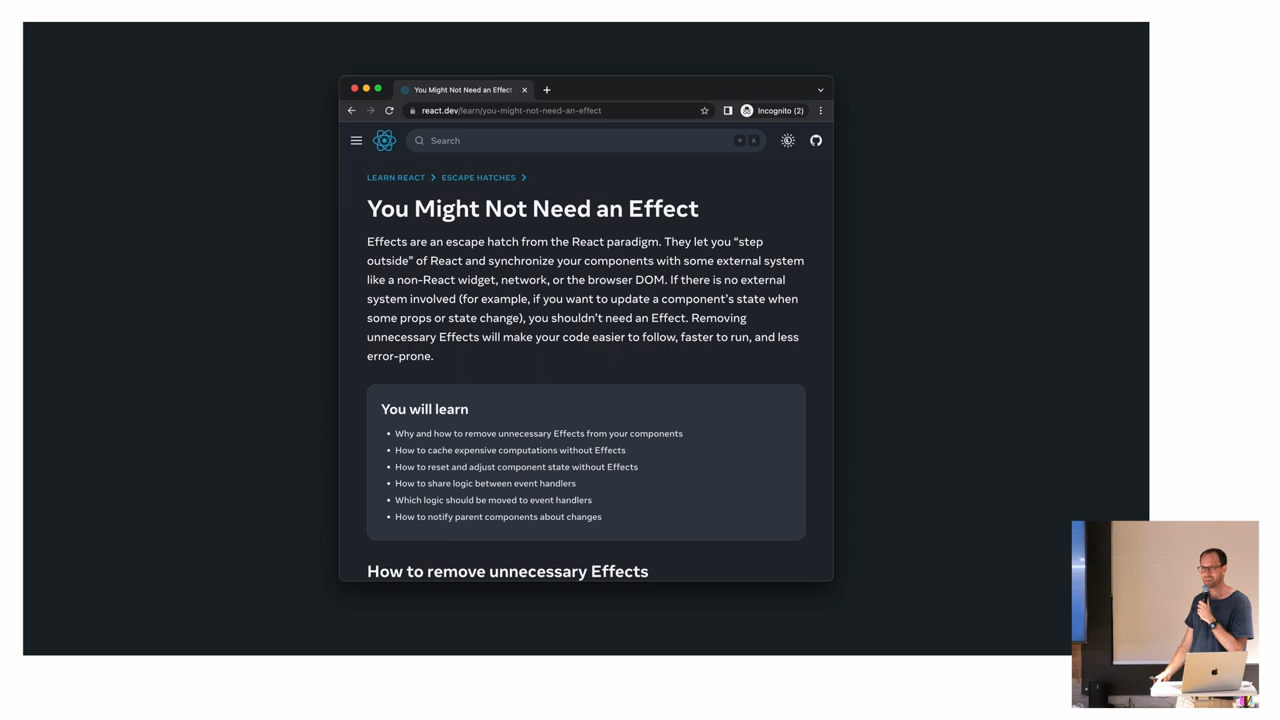 You Might Not Need an Effect
react.dev/learn/you-might-not-need-an-effect
Incognito (2)
Search
⌘ K
LEARN REACT > ESCAPE HATCHES >
You Might Not Need an Effect
Effects are an escape hatch from the React paradigm. They let you “step
outside” of React and synchronize your components with some external system
like a non-React widget, network, or the browser DOM. If there is no external
system involved (for example, if you want to update a component’s state when
some props or state change), you shouldn’t need an Effect. Removing
unnecessary Effects will make your code easier to follow, faster to run, and less
error-prone.
You will learn
• Why and how to remove unnecessary Effects from your components
• How to cache expensive computations without Effects
• How to reset and adjust component state without Effects
• How to share logic between event handlers
• Which logic should be moved to event handlers
• How to notify parent components about changes
How to remove unnecessary Effects